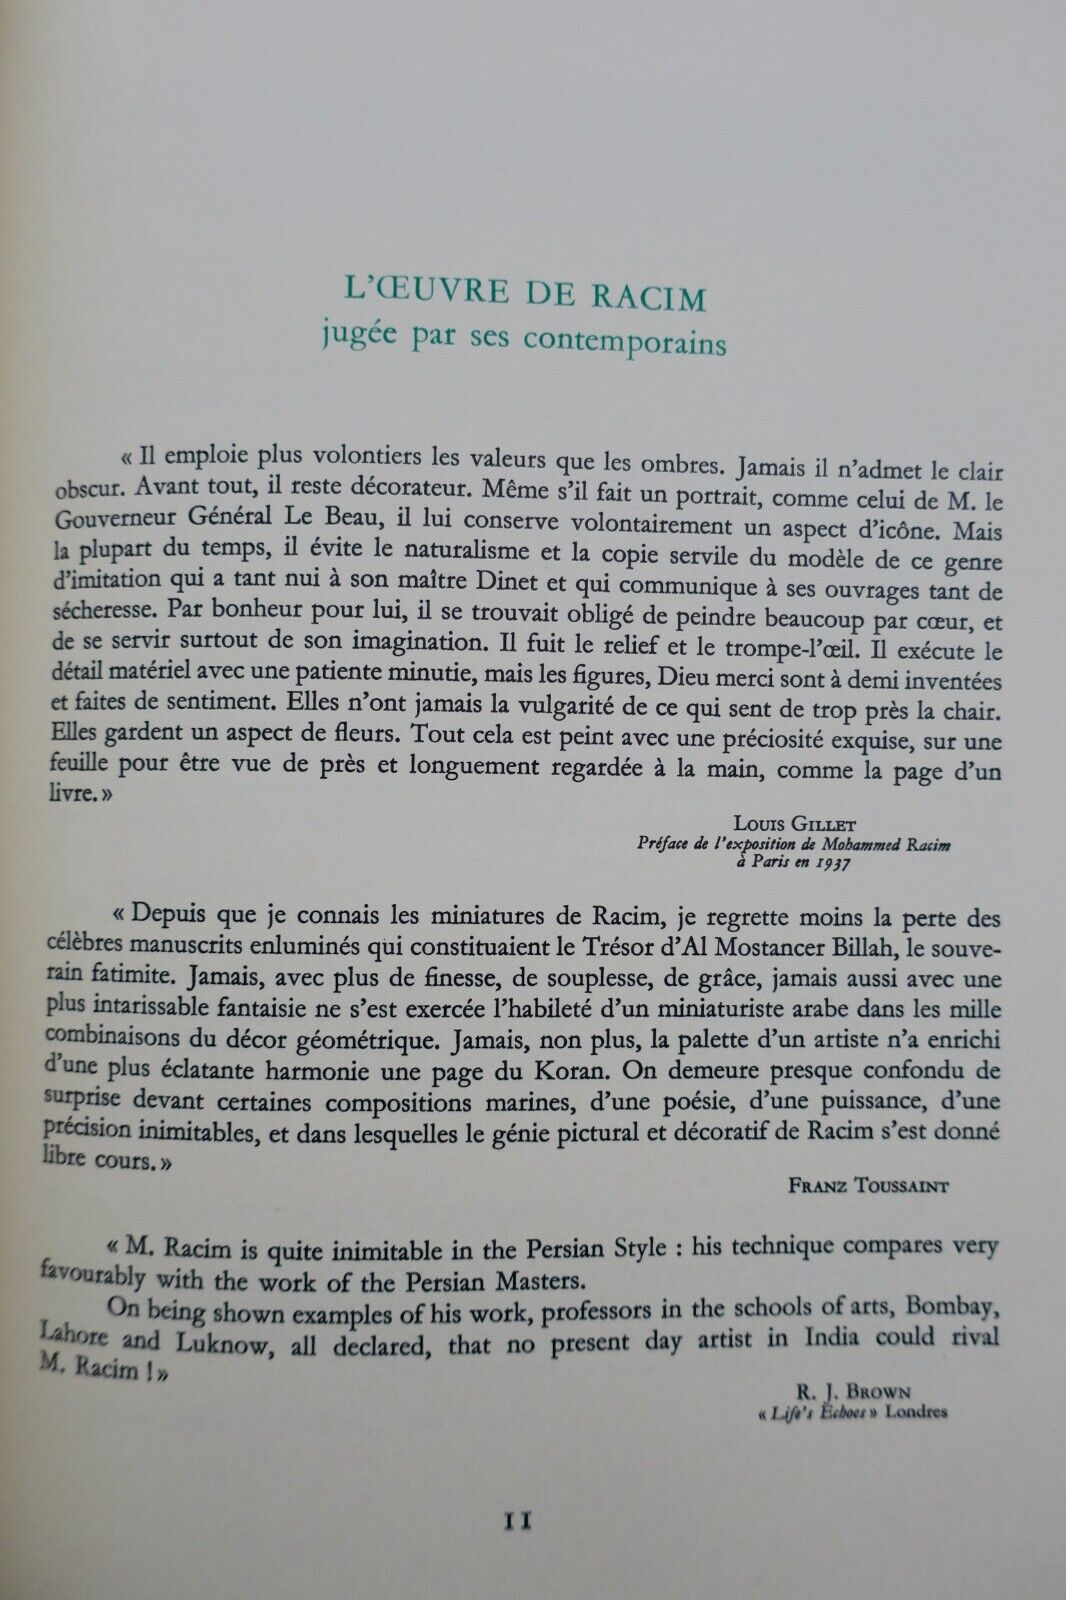 L'ŒUVRE DE RACIM
jugée par ses contemporains
« Il emploie plus volontiers les valeurs que les ombres. Jamais il n'admet le clair
obscur. Avant tout, il reste décorateur. Même s'il fait un portrait, comme celui de M. le
Gouverneur Général Le Beau, il lui conserve volontairement un aspect d'icône. Mais
la plupart du temps, il évite le naturalisme et la copie servile du modèle de ce genre
d'imitation qui a tant nui à son maître Dinet et qui communique à ses ouvrages tant de
sécheresse. Par bonheur pour lui, il se trouvait obligé de peindre beaucoup par cœur, et
de se servir surtout de son imagination. Il fuit le relief et le trompe-l'œil. Il exécute le
détail matériel avec une patiente minutie, mais les figures, Dieu merci sont à demi inventées
et faites de sentiment. Elles n'ont jamais la vulgarité de ce qui sent de trop près la chair.
Elles gardent un aspect de fleurs. Tout cela est peint avec une préciosité exquise, sur une
feuille pour être vue de près et longuement regardée à la main, comme la page d'un
livre. »
LOUIS GILLET
Préface de l'exposition de Mohammed Racim
à Paris en 1937
« Depuis que je connais les miniatures de Racim, je regrette moins la perte des
célèbres manuscrits enluminés qui constituaient le Trésor d'Al Mostancer Billah, le souve-
rain fatimite. Jamais, avec plus de finesse, de souplesse, de grâce, jamais aussi avec une
plus intarissable fantaisie ne s'est exercée l'habileté d'un miniaturiste arabe dans les mille
combinaisons du décor géométrique. Jamais, non plus, la palette d'un artiste n'a enrichi
d'une plus éclatante harmonie une page du Koran. On demeure presque confondu de
surprise devant certaines compositions marines, d'une poésie, d'une puissance, d'une
précision inimitables, et dans lesquelles le génie pictural et décoratif de Racim s'est donné
libre cours. »
FRANZ TOUSSAINT
« M. Racim is quite inimitable in the Persian Style : his technique compares very
favourably with the work of the Persian Masters.
On being shown examples of his work, professors in the schools of arts, Bombay,
Lahore and Luknow, all declared, that no present day artist in India could rival
M. Racim ! »
R. J. BROWN
« Life's Echoes » Londres
11